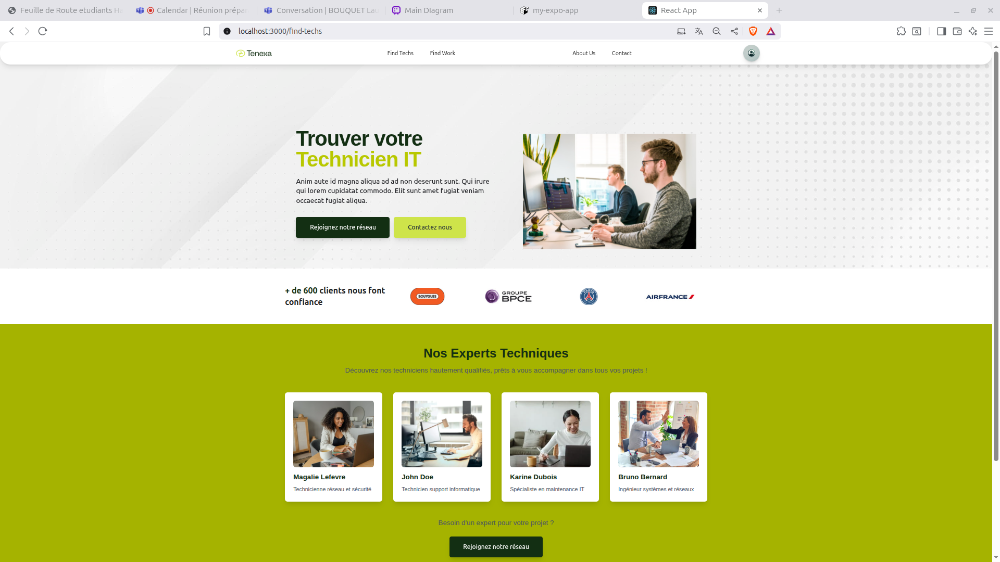 Feuille de Route etudiants Ha
Calendar | Réunion prépar
Conversation | BOUQUET Lau
Main DIagram
my-expo-app
React App
localhost:3000/find-techs
Tenexa
Find Techs
Find Work
About Us
Contact
Trouver votre
Technicien IT
Anim aute id magna aliqua ad ad non deserunt sunt. Qui irure
qui lorem cupidatat commodo. Elit sunt amet fugiat veniam
occaecat fugiat aliqua.
Rejoignez notre réseau
Contactez nous
+ de 600 clients nous font
confiance
BOUYGUES
GROUPE
BPCE
PARIS
AIRFRANCE
Nos Experts Techniques
Découvrez nos techniciens hautement qualifiés, prêts à vous accompagner dans tous vos projets !
Magalie Lefevre
Technicienne réseau et sécurité
John Doe
Technicien support informatique
Karine Dubois
Spécialiste en maintenance IT
Bruno Bernard
Ingénieur systèmes et réseaux
Besoin d'un expert pour votre projet ?
Rejoignez notre réseau